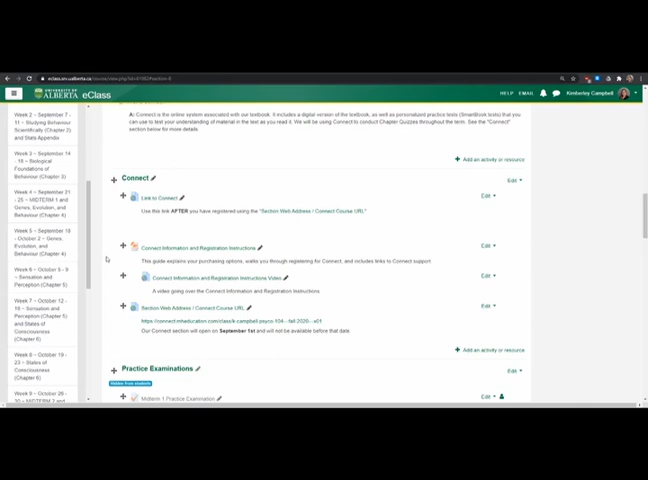 eclass.srv.ualberta.ca
UNIVERSITY OF
ALBERTA eClass
HELP EMAIL Kimberley Campbell
Week 2 – September 7
11 – Studying Behaviour
Scientifically (Chapter 2)
and Stats Appendix
Week 3 – September 14
- 18 – Biological
Foundations of
Behaviour (Chapter 3)
Week 4 – September 21
- 25 – MIDTERM 1 and
Genes, Evolution, and
Behaviour (Chapter 4)
Week 5 – September 18
- October 2 – Genes,
Evolution, and
Behaviour (Chapter 4)
Week 6 – October 5 - 9
– Sensation and
Perception (Chapter 5)
Week 7 – October 12 -
16 – Sensation and
Perception (Chapter 5)
and States of
Consciousness
(Chapter 6)
Week 8 – October 19
- 23 – States of
Consciousness
(Chapter 6)
Week 9 – October 26
- 30 – MIDTERM 2 and
A: Connect is the online system associated with our textbook. It includes a digital version of the textbook, as well as personalized practice tests (SmartBook tests) that you
can use to test your understanding of material in the text as you read it. We will be using Connect to conduct Chapter Quizzes throughout the term. See the "Connect"
section below for more details.
+ Add an activity or resource
Connect
Edit
Link to Connect
Edit
Use this link AFTER you have registered using the "Section Web Address / Connect Course URL"
Connect Information and Registration Instructions
Edit
This guide explains your purchasing options, walks you through registering for Connect, and includes links to Connect support.
Connect Information and Registration Instructions Video
Edit
A video going over the Connect Information and Registration Instructions
Section Web Address / Connect Course URL
Edit
https://connect.mheducation.com/class/k-campbell-psyco-104---fall-2020---e01
Our Connect section will open on September 1st and will not be available before that date.
+ Add an activity or resource
Practice Examinations
Edit
Hidden from students
Midterm 1 Practice Examination
Edit